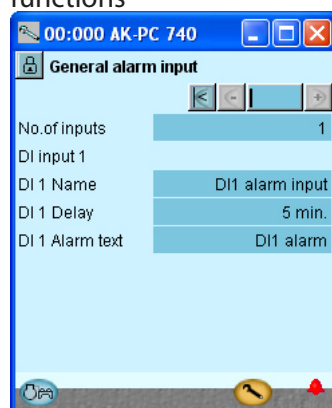 functions
00:000 AK-PC 740
General alarm input
No.of inputs 1
DI input 1
DI 1 Name DI1 alarm input
DI 1 Delay 5 min.
DI 1 Alarm text DI1 alarm